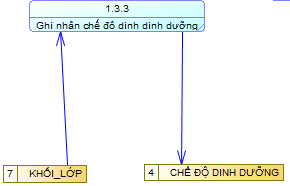 1.3.3
Ghi nhận chế độ dinh dinh dưỡng
7 KHỐI_LỚP
4 CHẾ ĐỘ DINH DƯỠNG